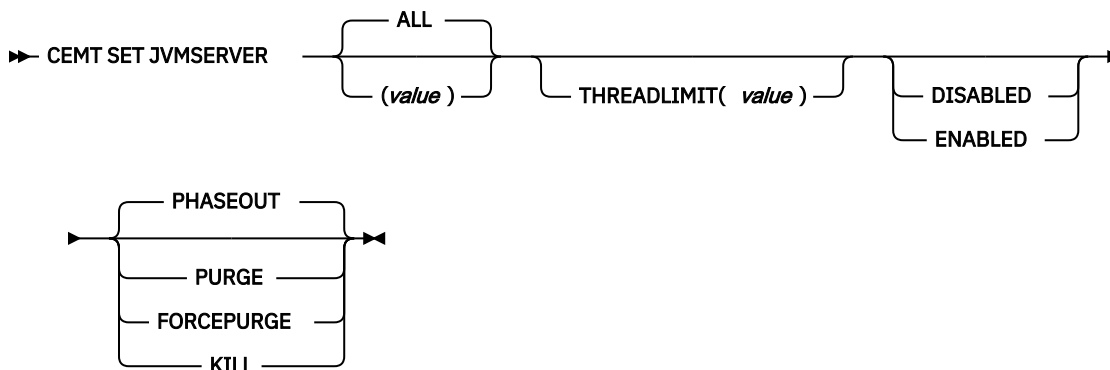 ALL
CEMT SET JVMSERVER
(value )
THREADLIMIT( value )
DISABLED
ENABLED
PHASEOUT
PURGE
FORCEPURGE
KILL